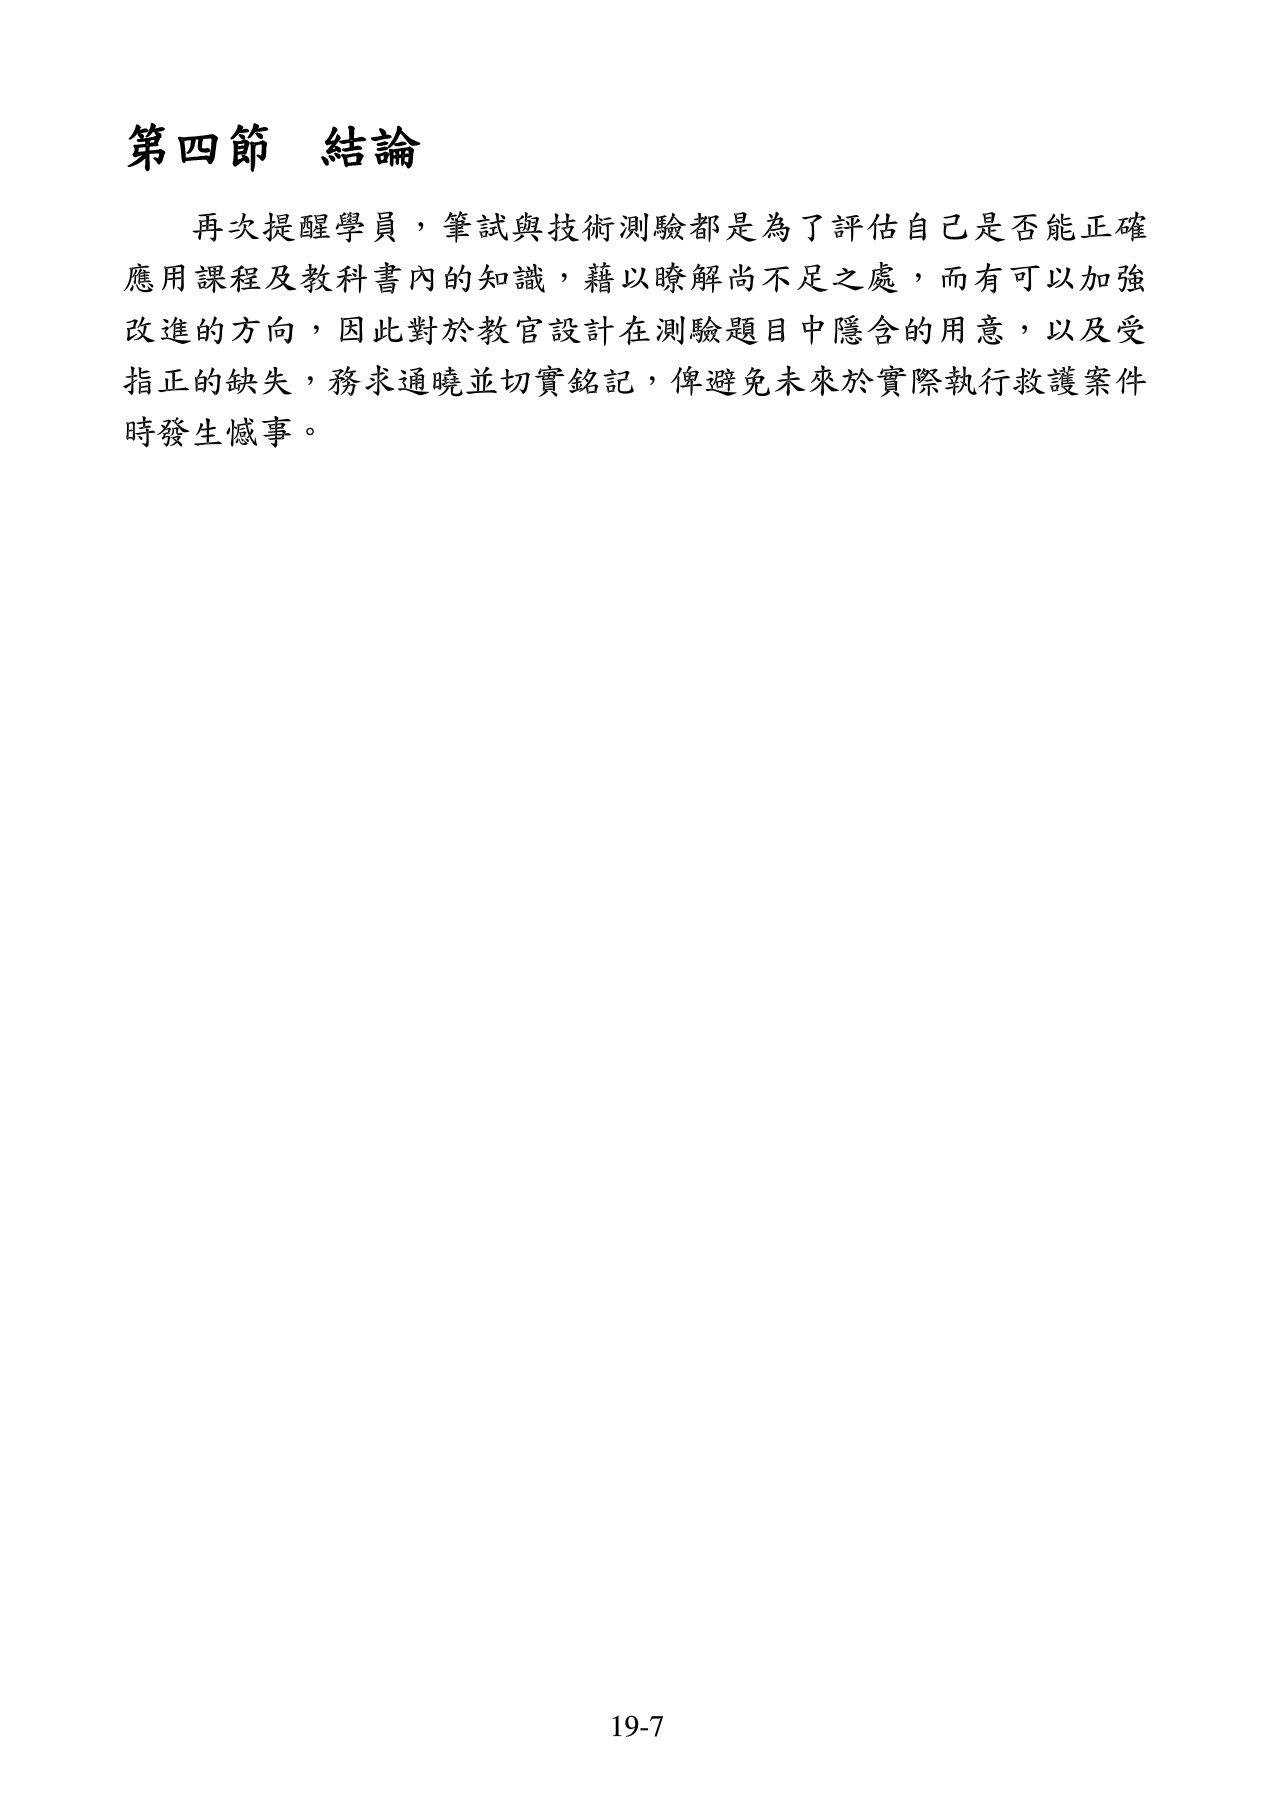 第四節　結論
再次提醒學員，筆試與技術測驗都是為了評估自己是否能正確
應用課程及教科書內的知識，藉以瞭解尚不足之處，而有可以加強
改進的方向，因此對於教官設計在測驗題目中隱含的用意，以及受
指正的缺失，務求通曉並切實銘記，俾避免未來於實際執行救護案件
時發生憾事。
19-7